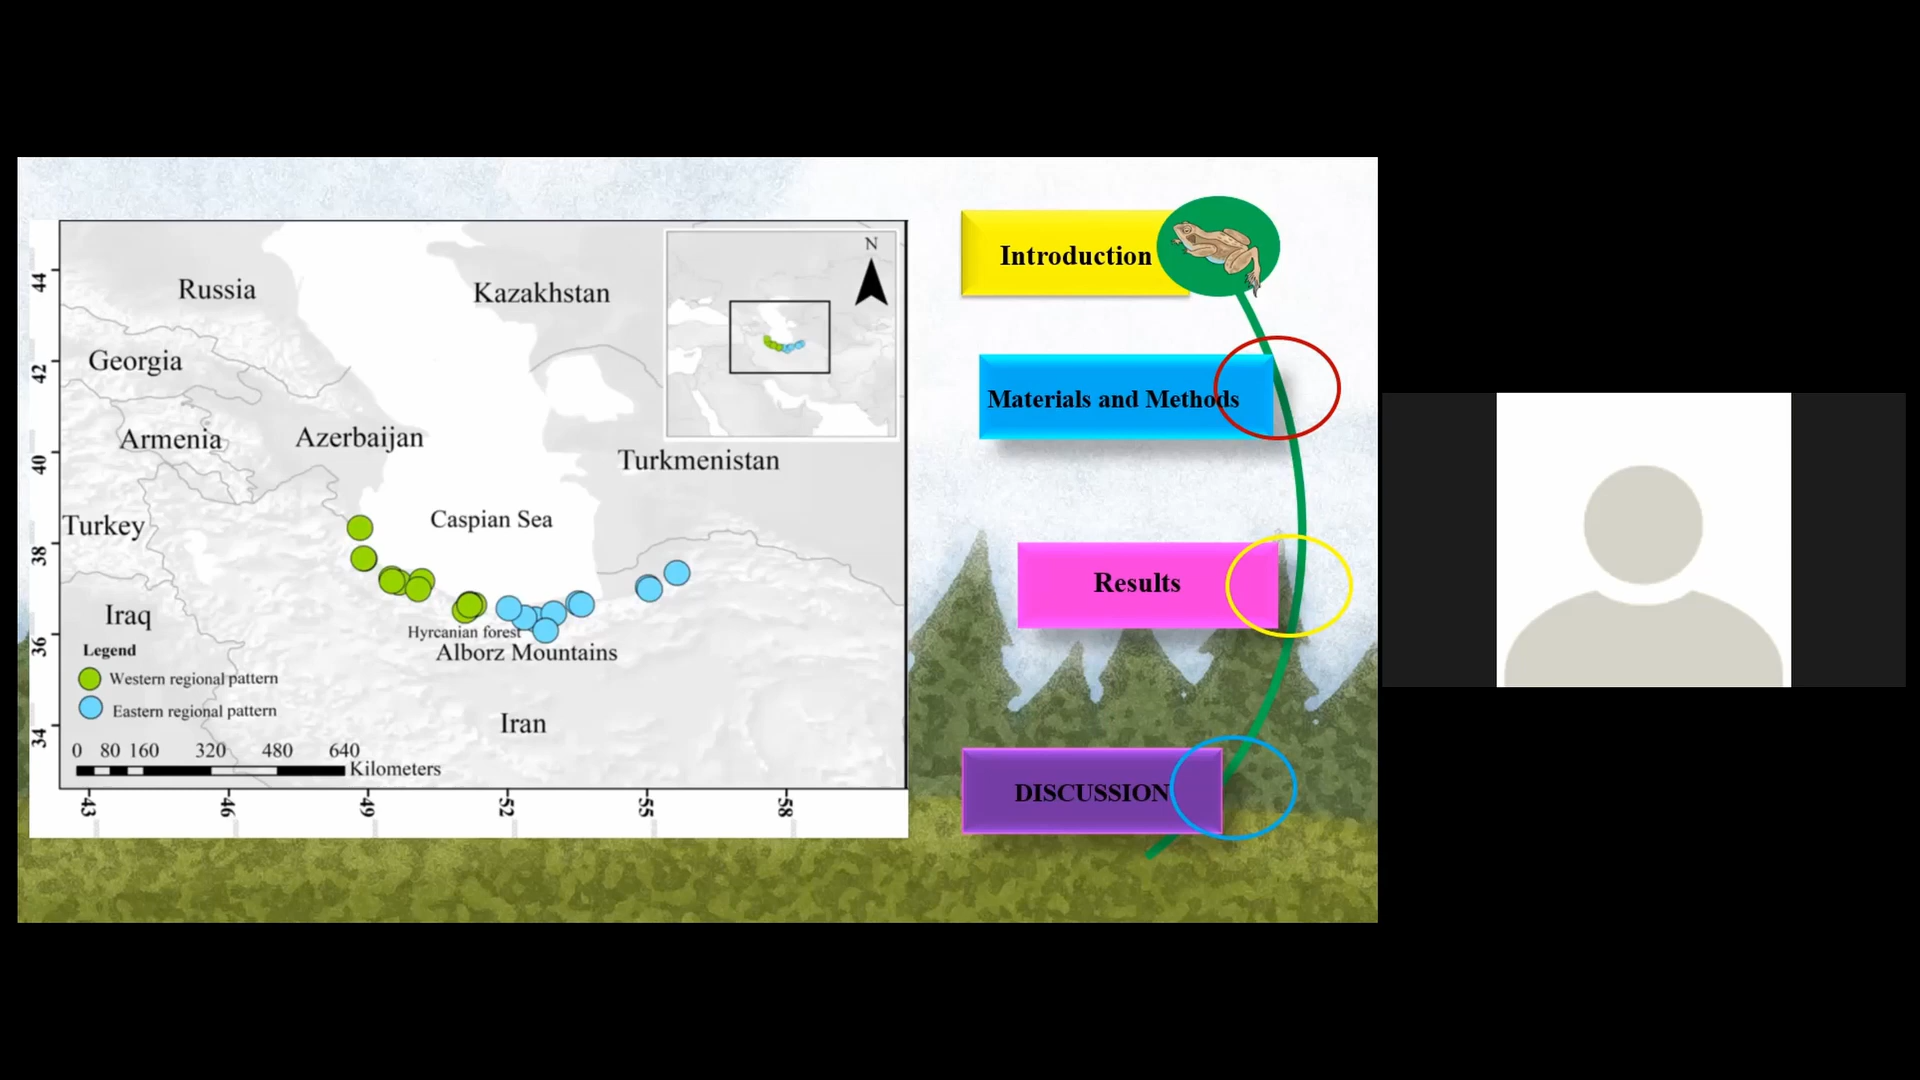 N
Russia
Kazakhstan
Georgia
Armenia
Azerbaijan
Turkmenistan
Caspian Sea
Turkey
Iraq
Hyrcanian forest
Alborz Mountains
Iran
Legend
Western regional pattern
Eastern regional pattern
0 80 160 320 480 640
Kilometers
44
42
40
38
36
34
43 46 49 52 55 58
Introduction
Materials and Methods
Results
DISCUSSION